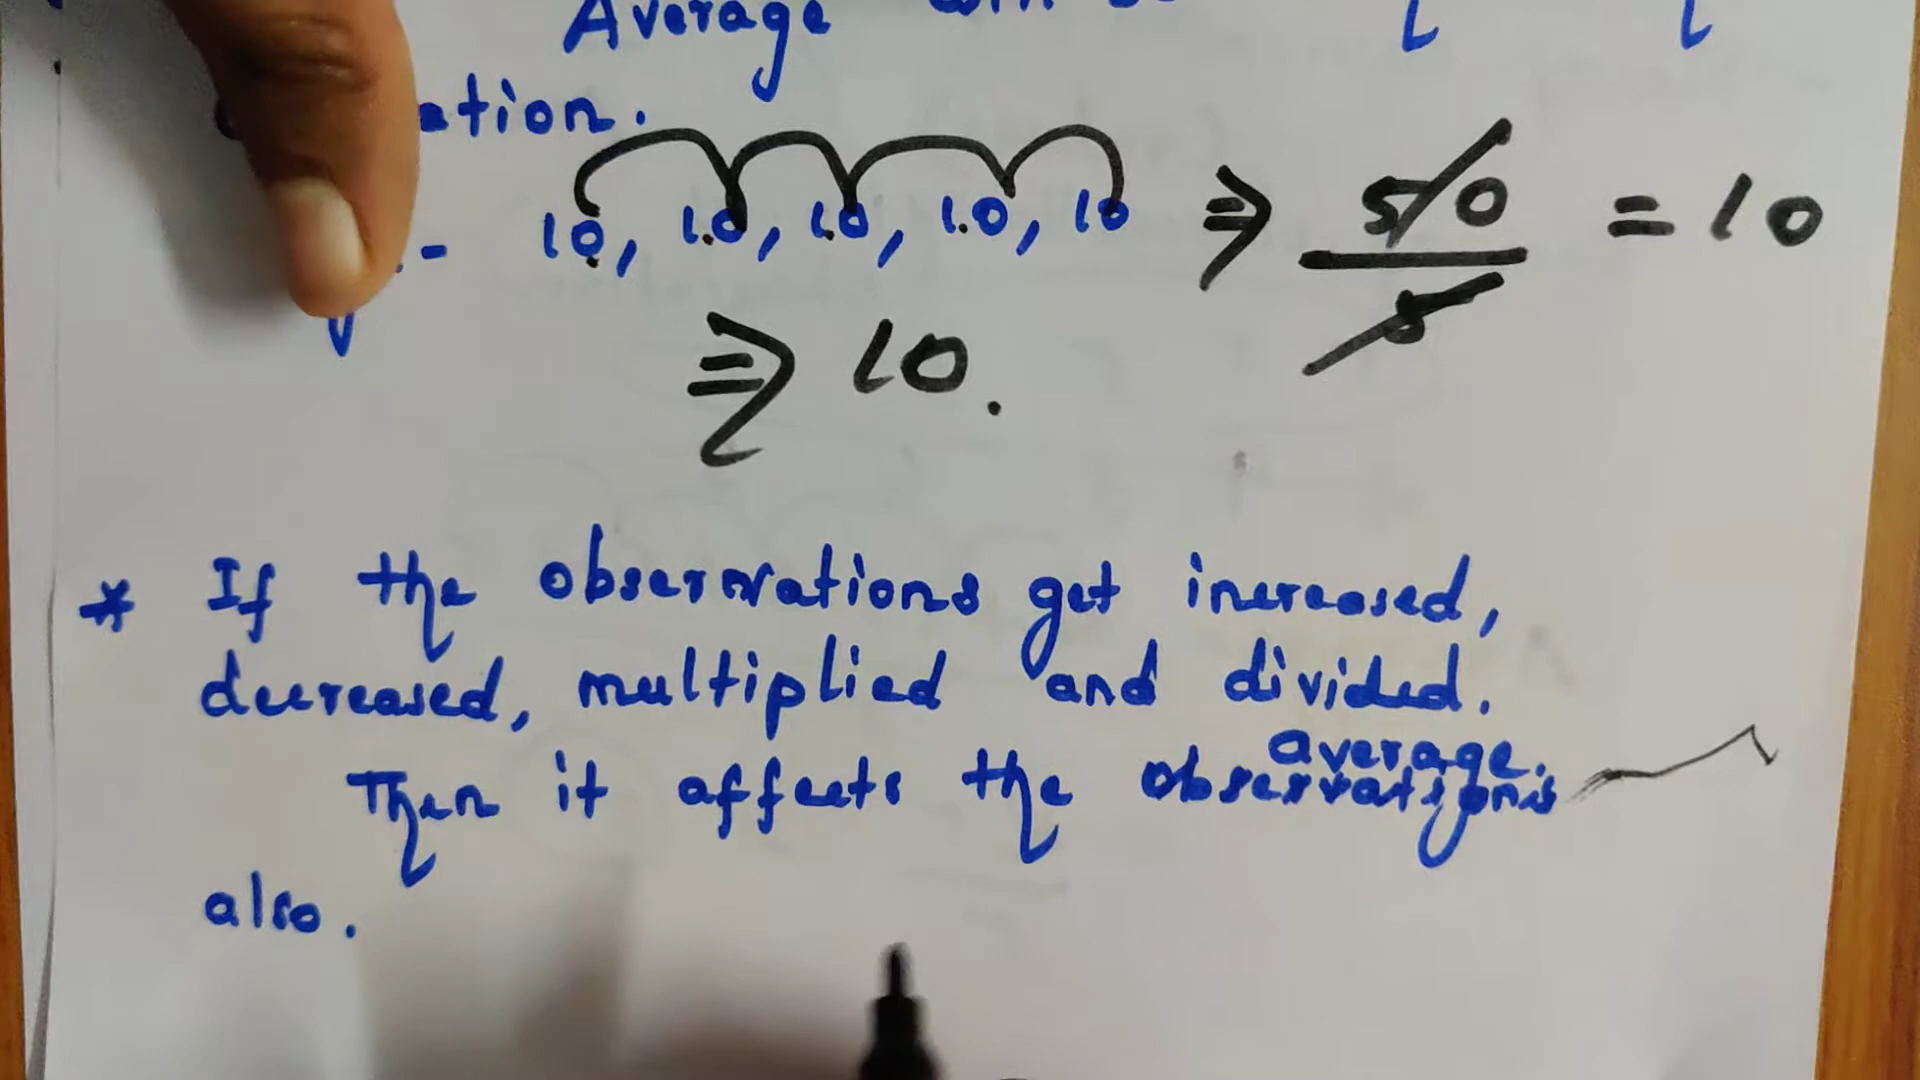 Average
ation.
- 10, 10, 10, 10, 10 ⇒ 50/5 = 10
⇒ 10.
* If the observations get increased,
decreased, multiplied and divided.
average.
Then it affects the observations
also.